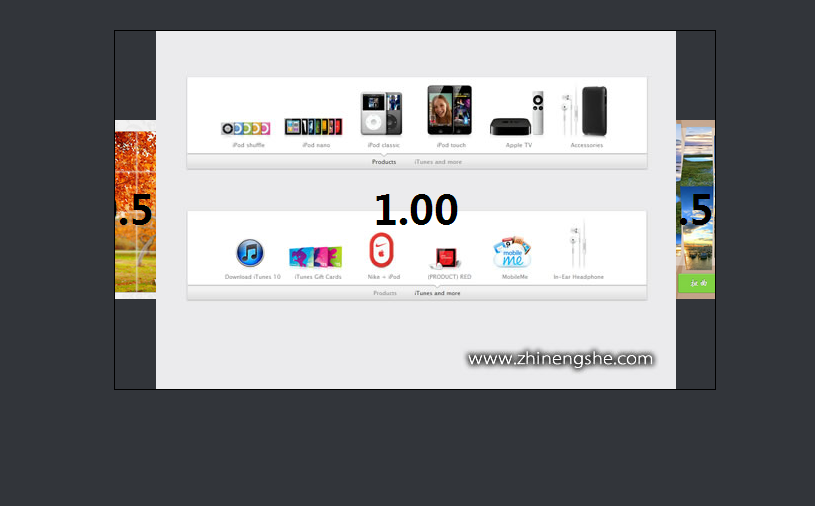 iPod shuffle iPod nano iPod classic iPod touch Apple TV Accessories
Products iTunes and more
.5 1.00 .5
Download iTunes 10 iTunes Gift Cards Nike + iPod (PRODUCT) RED MobileMe In-Ear Headphone
mobile
me
Products iTunes and more
www.zhinengshe.com